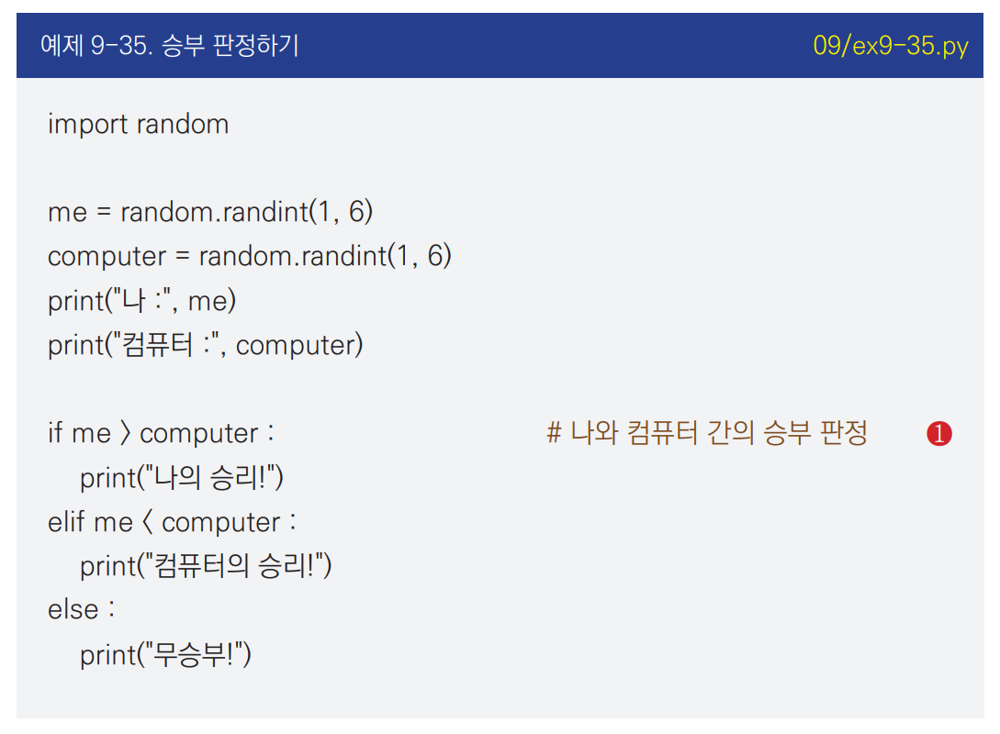 예제 9-35. 승부 판정하기 09/ex9-35.py
import random
me = random.randint(1, 6)
computer = random.randint(1, 6)
print("나 :", me)
print("컴퓨터 :", computer)
if me > computer : # 나와 컴퓨터 간의 승부 판정 ❶
print("나의 승리!")
elif me < computer :
print("컴퓨터의 승리!")
else :
print("무승부!")